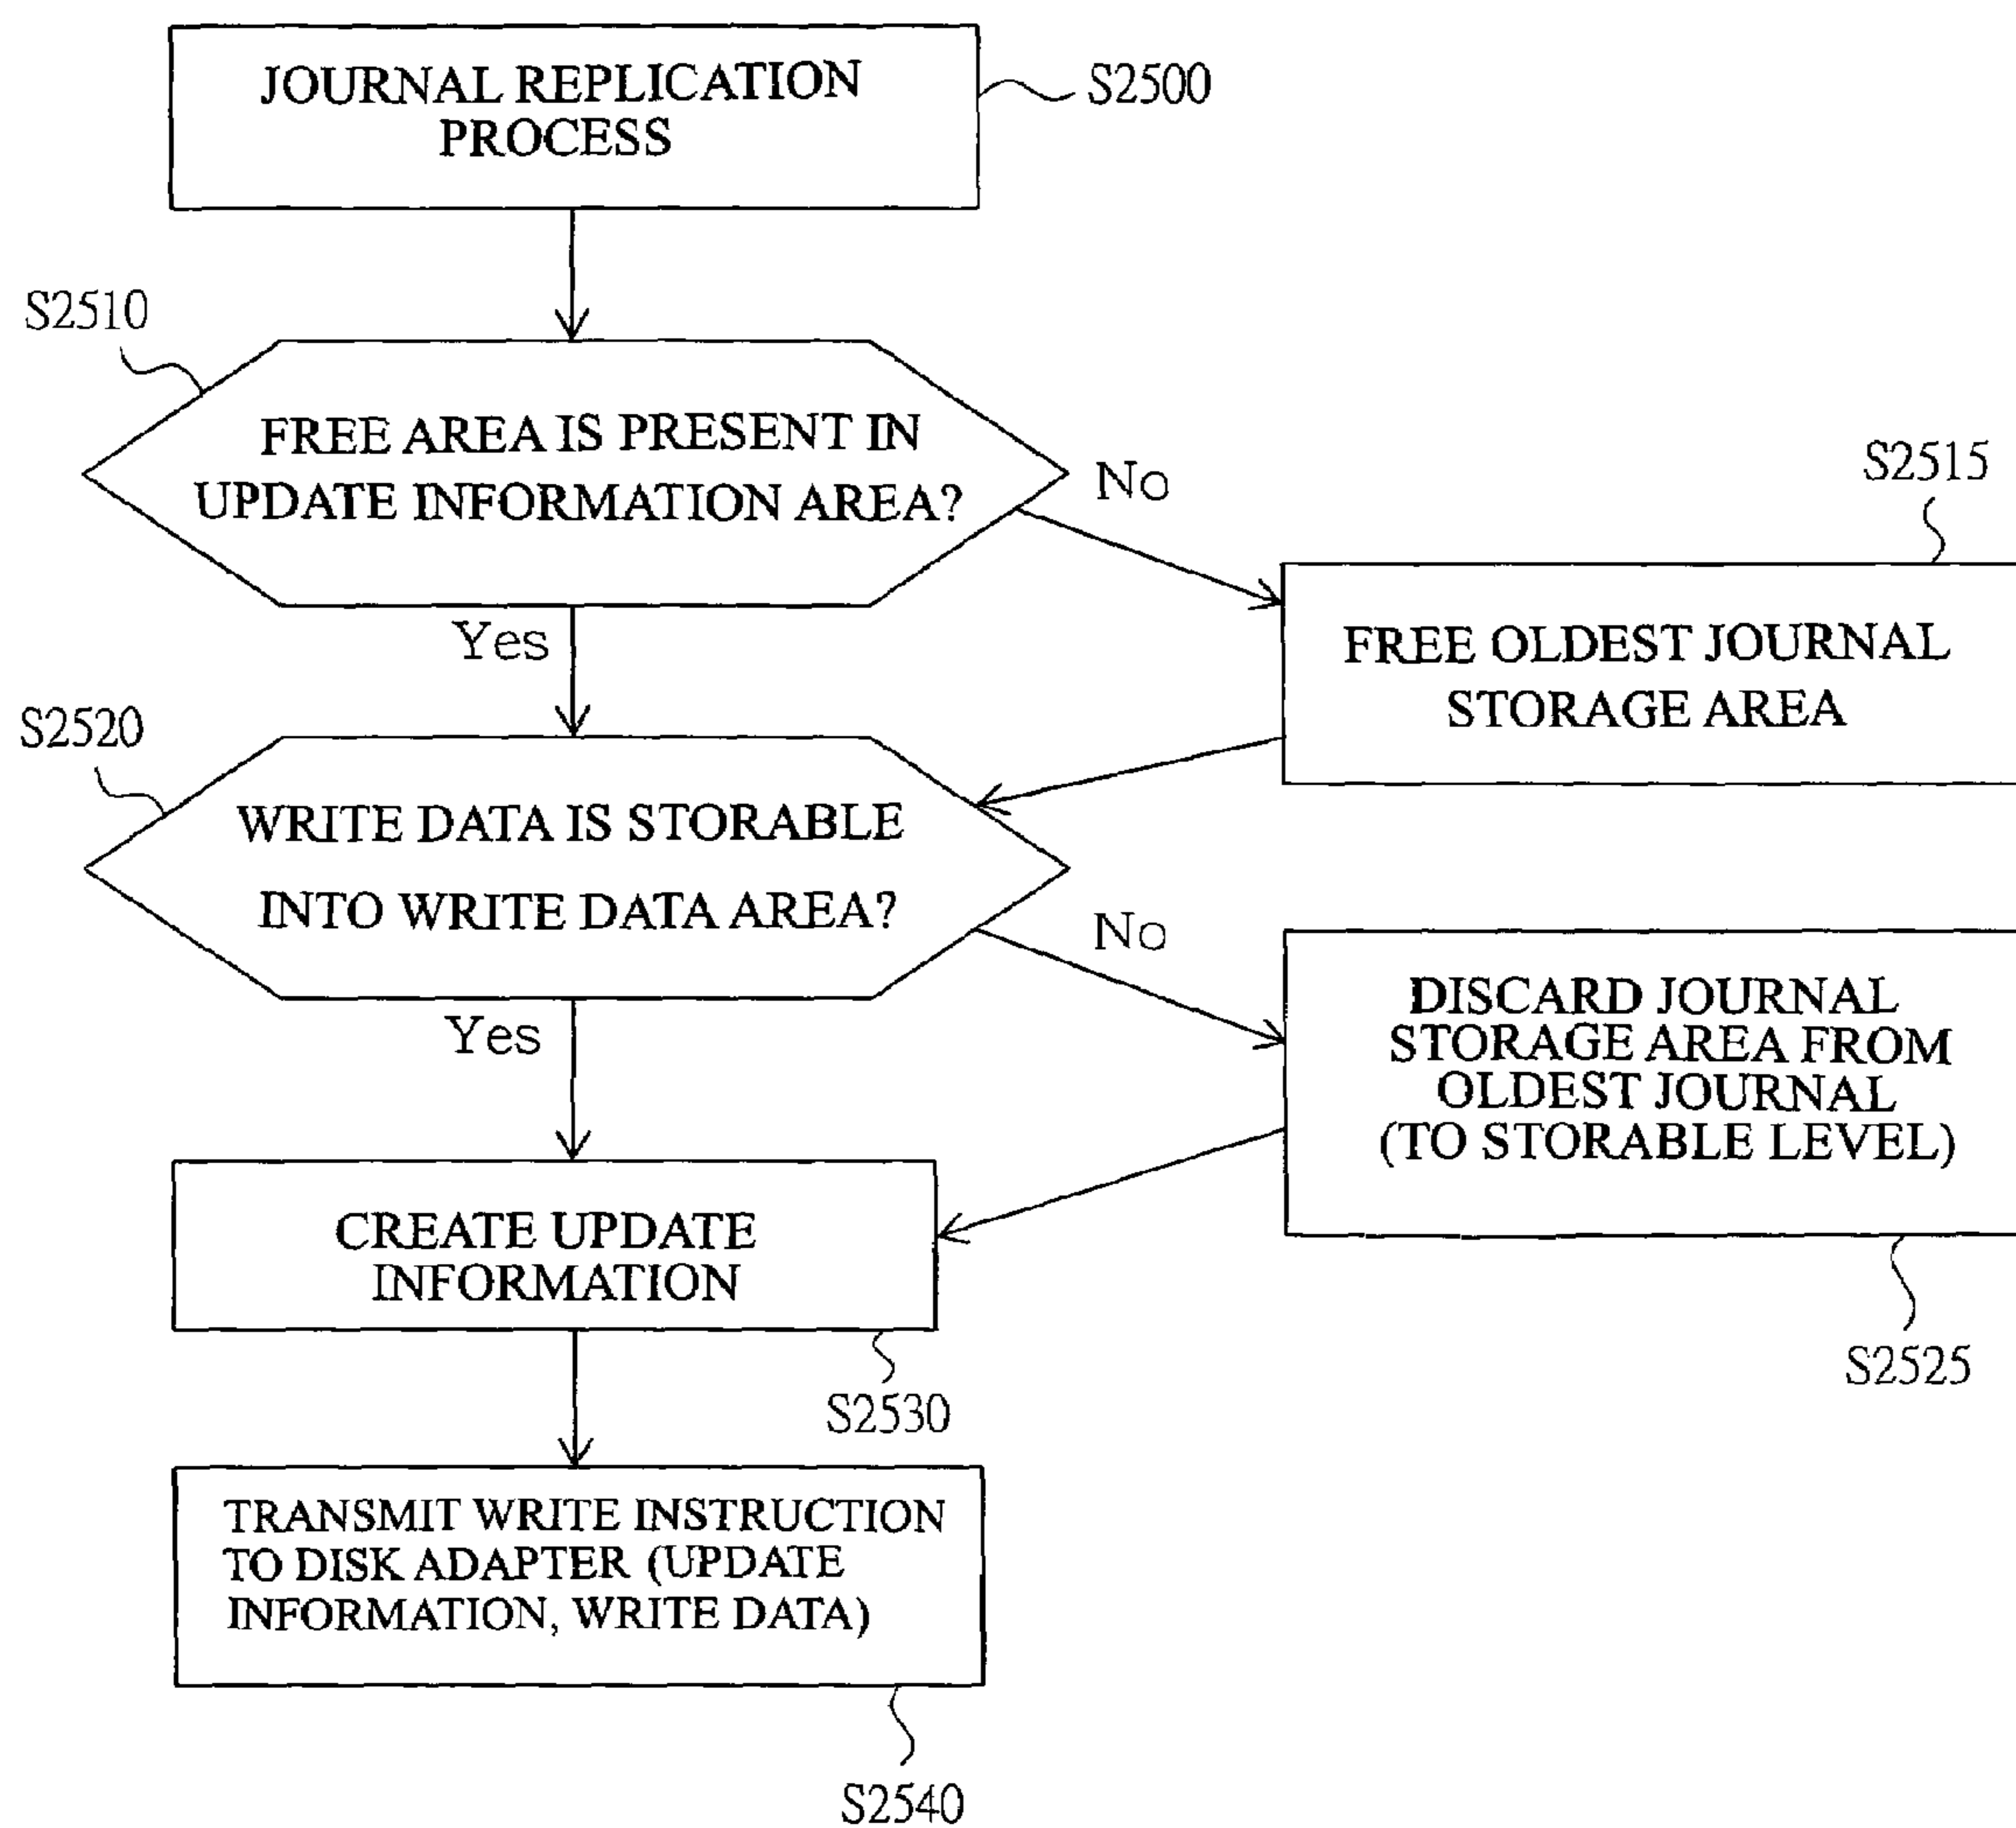 JOURNAL REPLICATION
PROCESS
S2500
S2510
FREE AREA IS PRESENT IN
UPDATE INFORMATION AREA?
No
S2515
Yes
FREE OLDEST JOURNAL
STORAGE AREA
S2520
WRITE DATA IS STORABLE
INTO WRITE DATA AREA?
No
Yes
DISCARD JOURNAL
STORAGE AREA FROM
OLDEST JOURNAL
(TO STORABLE LEVEL)
CREATE UPDATE
INFORMATION
S2525
S2530
TRANSMIT WRITE INSTRUCTION
TO DISK ADAPTER (UPDATE
INFORMATION, WRITE DATA)
S2540